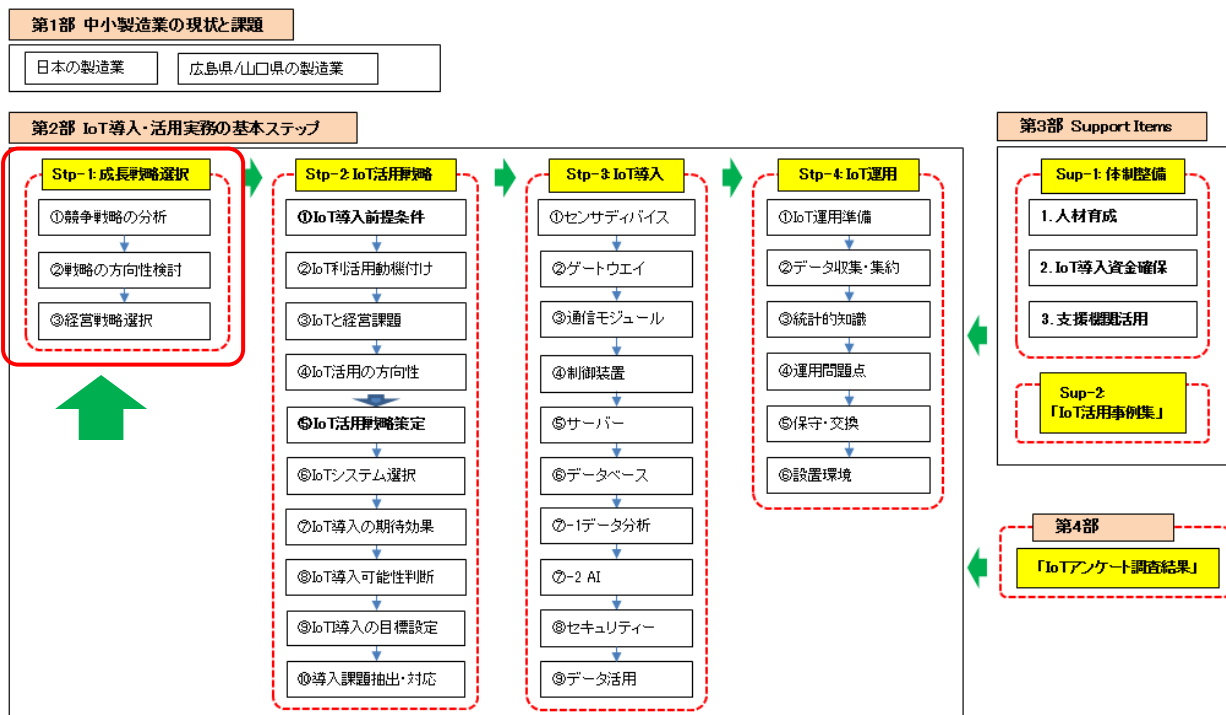 第1部 中小製造業の現状と課題
日本の製造業
広島県/山口県の製造業
第2部 IoT導入・活用実務の基本ステップ
Stp-1:成長戦略選択
①競争戦略の分析
②戦略の方向性検討
③経営戦略選択
Stp-2:IoT活用戦略
①IoT導入前提条件
②IoT利活用動機付け
③IoTと経営課題
④IoT活用の方向性
⑤IoT活用戦略策定
⑥IoTシステム選択
⑦IoT導入の期待効果
⑧IoT導入可能性判断
⑨IoT導入の目標設定
⑩導入課題抽出・対応
Stp-3:IoT導入
①センサディバイス
②ゲートウエイ
③通信モジュール
④制御装置
⑤サーバー
⑥データベース
⑦-1データ分析
⑦-2 AI
⑧セキュリティー
⑨データ活用
Stp-4:IoT運用
①IoT運用準備
②データ収集・集約
③統計的知識
④運用問題点
⑤保守・交換
⑥設置環境
第3部 Support Items
Sup-1:体制整備
1.人材育成
2.IoT導入資金確保
3.支援機関活用
Sup-2:
「IoT活用事例集」
第4部
「IoTアンケート調査結果」